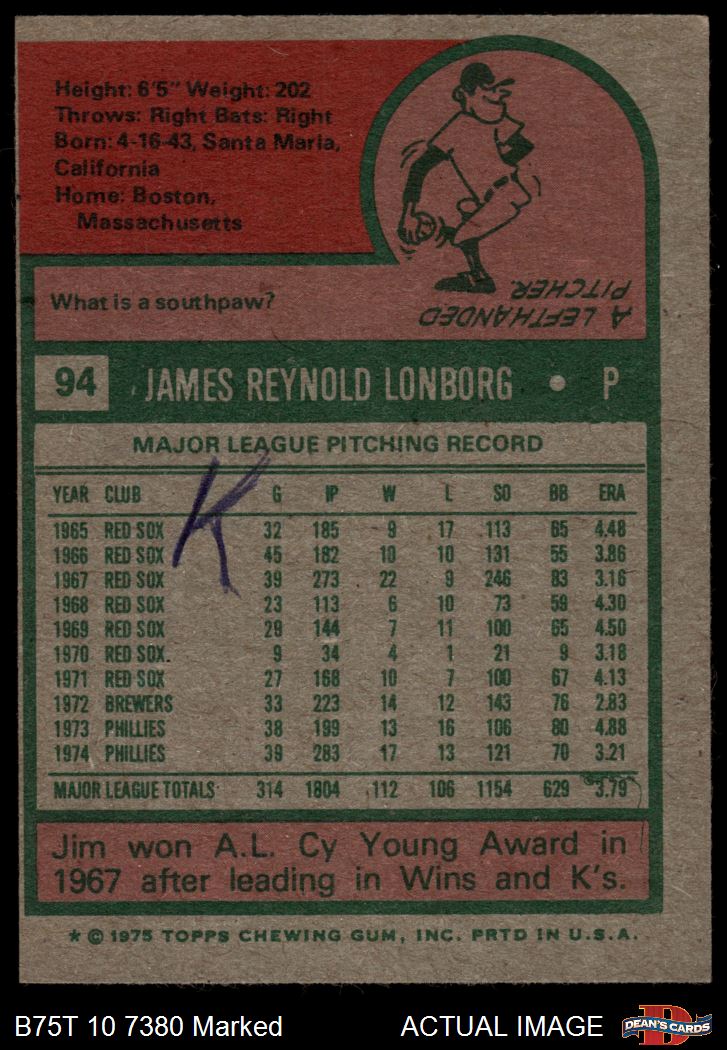 Height: 6'5" Weight: 202
Throws: Right Bats: Right
Born: 4-16-43, Santa Maria,
California
Home: Boston,
Massachusetts
What is a southpaw?
A LEFTHANDED
PITCHER.
94 JAMES REYNOLD LONBORG • P
MAJOR LEAGUE PITCHING RECORD
YEAR CLUB G IP W L SO BB ERA
1965 RED SOX 32 185 9 17 113 65 4.48
1966 RED SOX 45 182 10 10 131 55 3.86
1967 RED SOX 39 273 22 9 246 83 3.16
1968 RED SOX 23 113 6 10 73 59 4.30
1969 RED SOX 29 144 7 11 100 65 4.50
1970 RED SOX. 9 34 4 1 21 9 3.18
1971 RED SOX 27 168 10 7 100 67 4.13
1972 BREWERS 33 223 14 12 143 76 2.83
1973 PHILLIES 38 199 13 16 106 80 4.88
1974 PHILLIES 39 283 17 13 121 70 3.21
MAJOR LEAGUE TOTALS 314 1804 112 106 1154 629 3.79
K
Jim won A.L. Cy Young Award in
1967 after leading in Wins and K's.
* © 1975 TOPPS CHEWING GUM, INC. PRTD IN U.S.A.
B75T 10 7380 Marked ACTUAL IMAGE
D
DEAN'S CARDS